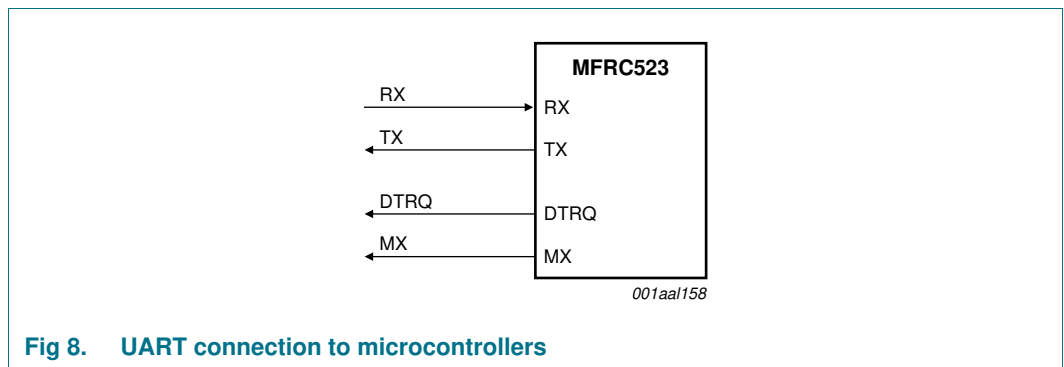 MFRC523
RX RX
TX TX
DTRQ DTRQ
MX MX
001aal158
Fig 8. UART connection to microcontrollers